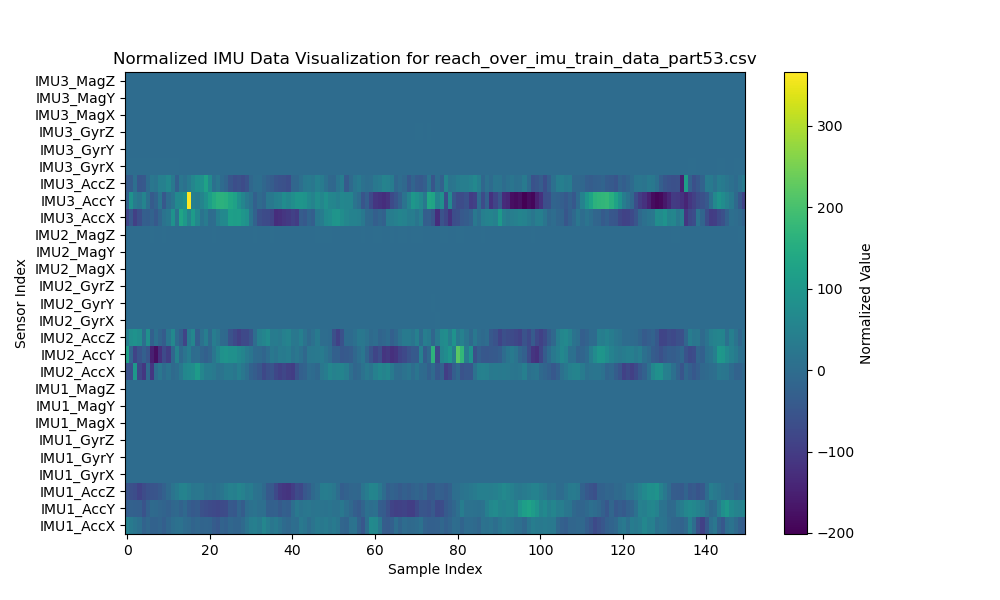 Normalized IMU Data Visualization for reach_over_imu_train_data_part53.csv
IMU3_MagZ
IMU3_MagY
IMU3_MagX
IMU3_GyrZ
IMU3_GyrY
IMU3_GyrX
IMU3_AccZ
IMU3_AccY
IMU3_AccX
IMU2_MagZ
IMU2_MagY
IMU2_MagX
IMU2_GyrZ
IMU2_GyrY
IMU2_GyrX
IMU2_AccZ
IMU2_AccY
IMU2_AccX
IMU1_MagZ
IMU1_MagY
IMU1_MagX
IMU1_GyrZ
IMU1_GyrY
IMU1_GyrX
IMU1_AccZ
IMU1_AccY
IMU1_AccX
Sensor Index
0 20 40 60 80 100 120 140
Sample Index
300
200
100
0
−100
−200
Normalized Value